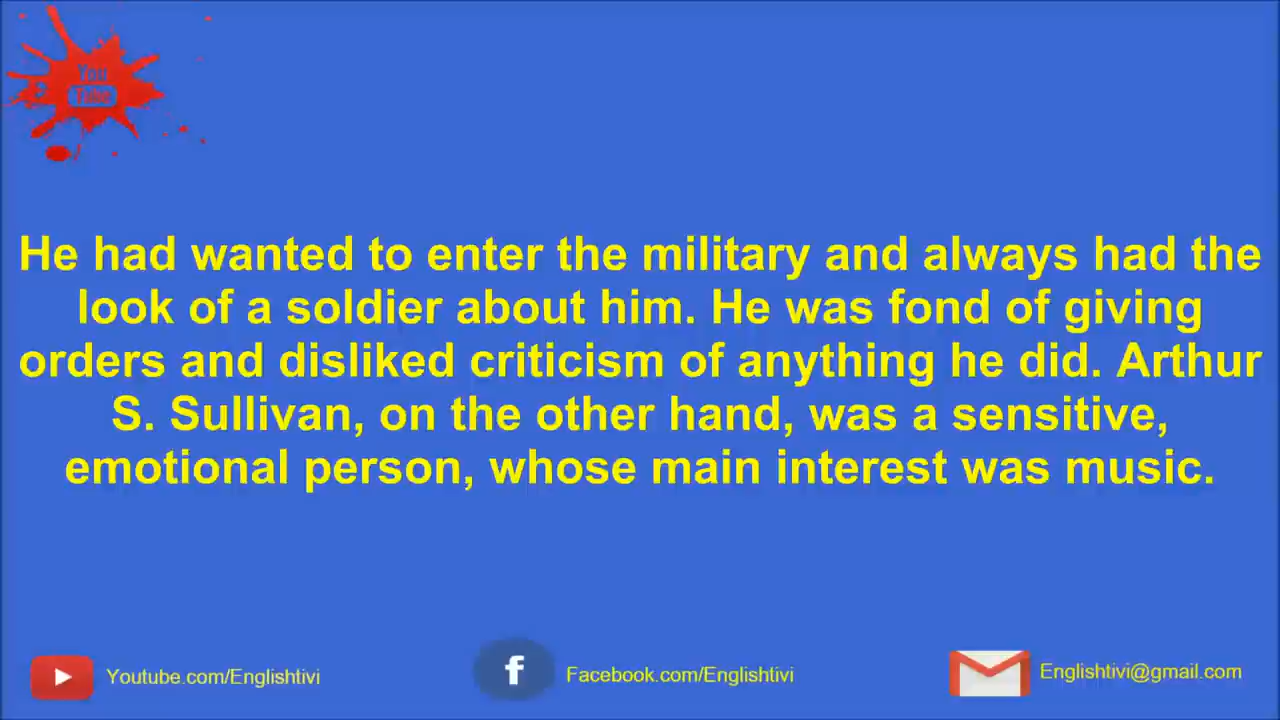 You
Tube
He had wanted to enter the military and always had the
look of a soldier about him. He was fond of giving
orders and disliked criticism of anything he did. Arthur
S. Sullivan, on the other hand, was a sensitive,
emotional person, whose main interest was music.
Youtube.com/Englishtivi
f
Facebook.com/Englishtivi
Englishtivi@gmail.com